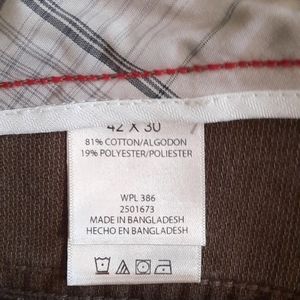 42 X 30
81% COTTON/ALGODON
19% POLYESTER/POLIESTER
WPL 386
2501673
MADE IN BANGLADESH
HECHO EN BANGLADESH